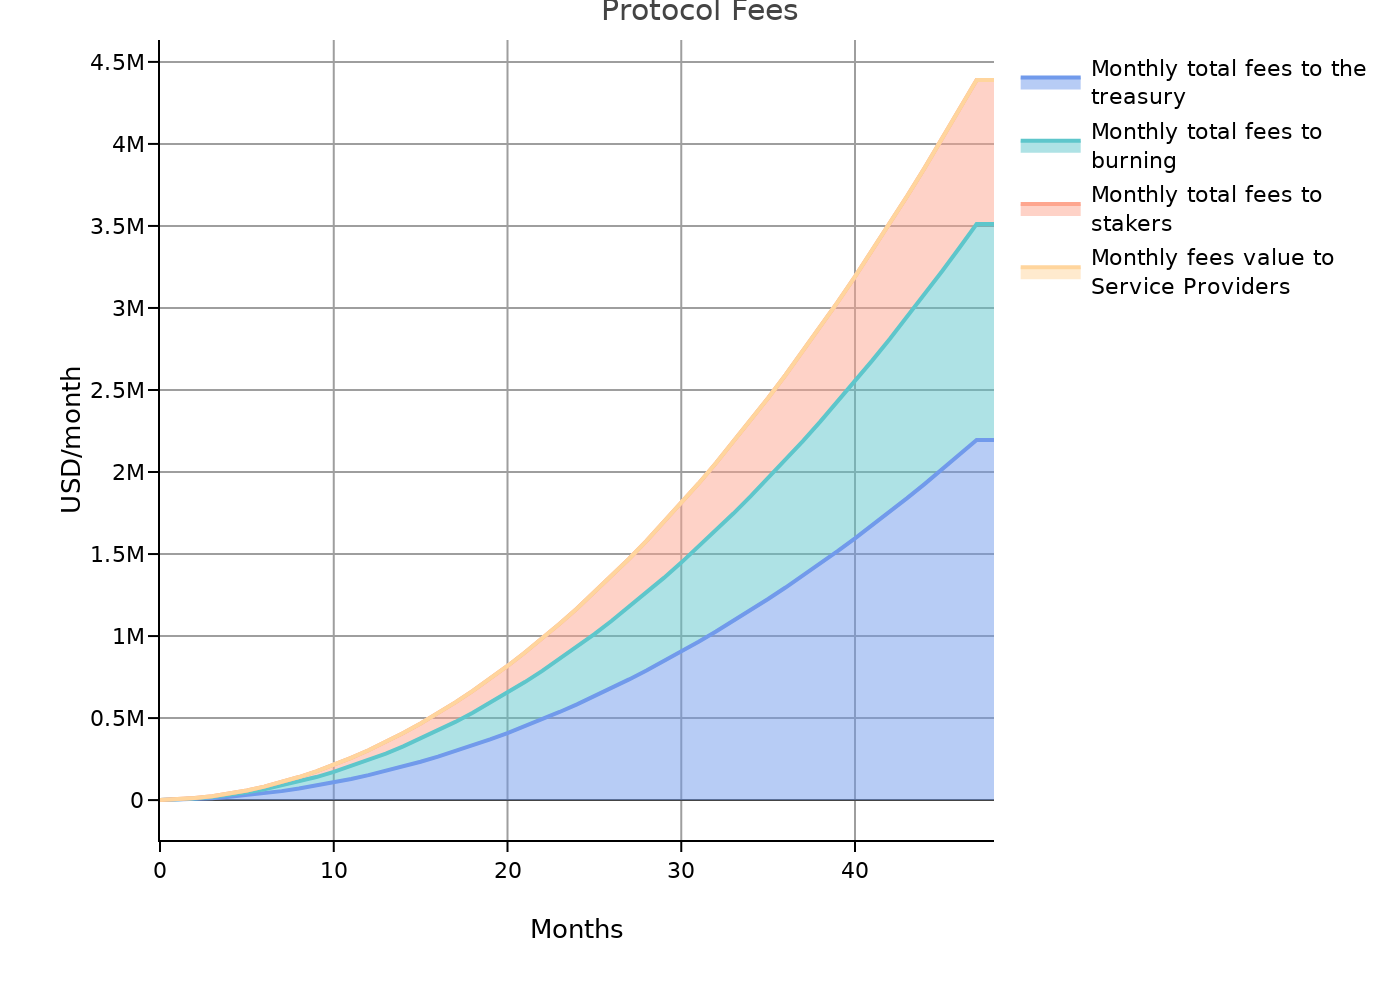 Protocol Fees
4.5M
4M
3.5M
3M
2.5M
2M
1.5M
1M
0.5M
0
USD/month
0
10
20
30
40
Months
Monthly total fees to the
treasury
Monthly total fees to
burning
Monthly total fees to
stakers
Monthly fees value to
Service Providers